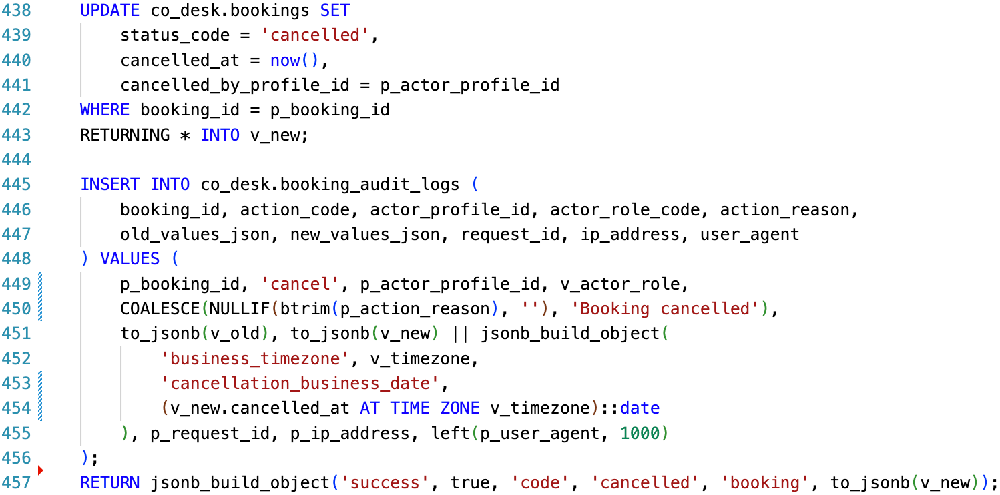 438 UPDATE co_desk.bookings SET
439 status_code = 'cancelled',
440 cancelled_at = now(),
441 cancelled_by_profile_id = p_actor_profile_id
442 WHERE booking_id = p_booking_id
443 RETURNING * INTO v_new;
444
445 INSERT INTO co_desk.booking_audit_logs (
446 booking_id, action_code, actor_profile_id, actor_role_code, action_reason,
447 old_values_json, new_values_json, request_id, ip_address, user_agent
448 ) VALUES (
449 p_booking_id, 'cancel', p_actor_profile_id, v_actor_role,
450 COALESCE(NULLIF(btrim(p_action_reason), ''), 'Booking cancelled'),
451 to_jsonb(v_old), to_jsonb(v_new) || jsonb_build_object(
452 'business_timezone', v_timezone,
453 'cancellation_business_date',
454 (v_new.cancelled_at AT TIME ZONE v_timezone)::date
455 ), p_request_id, p_ip_address, left(p_user_agent, 1000)
456 );
457 RETURN jsonb_build_object('success', true, 'code', 'cancelled', 'booking', to_jsonb(v_new));